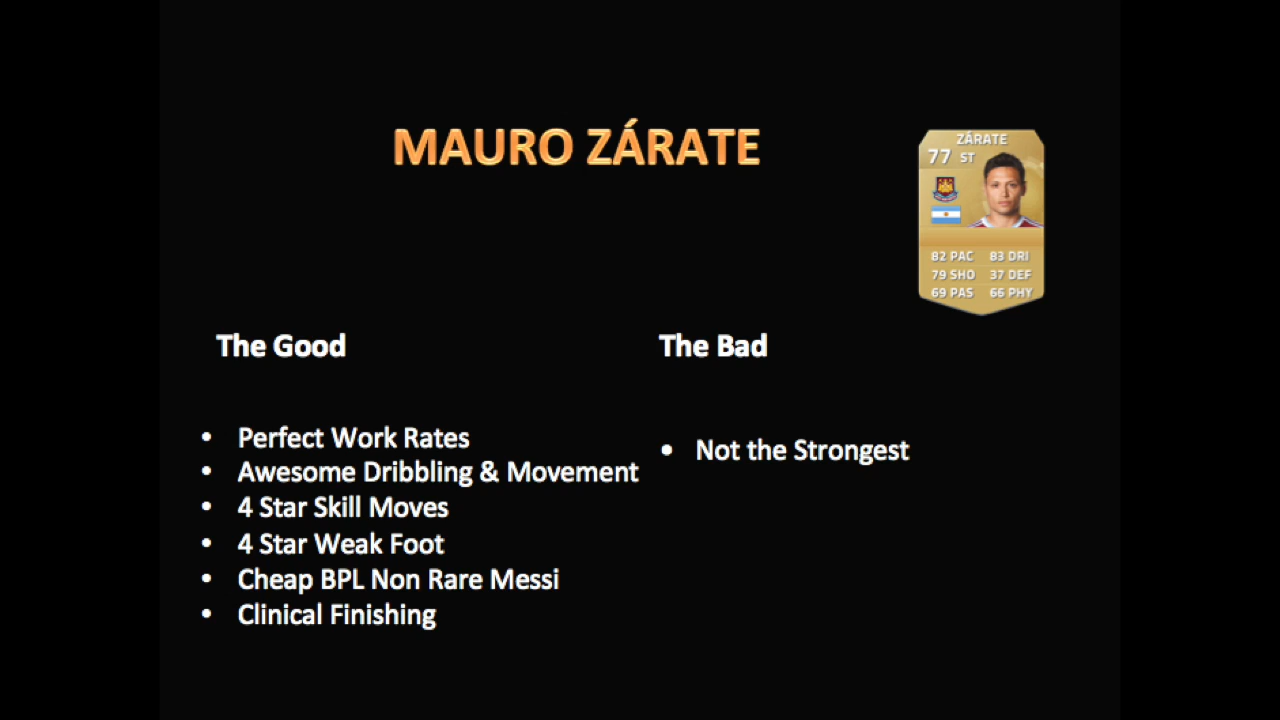 MAURO ZÁRATE
ZÁRATE
77 ST
82 PAC 83 DRI
79 SHO 37 DEF
69 PAS 66 PHY
The Good
• Perfect Work Rates
• Awesome Dribbling & Movement
• 4 Star Skill Moves
• 4 Star Weak Foot
• Cheap BPL Non Rare Messi
• Clinical Finishing
The Bad
• Not the Strongest